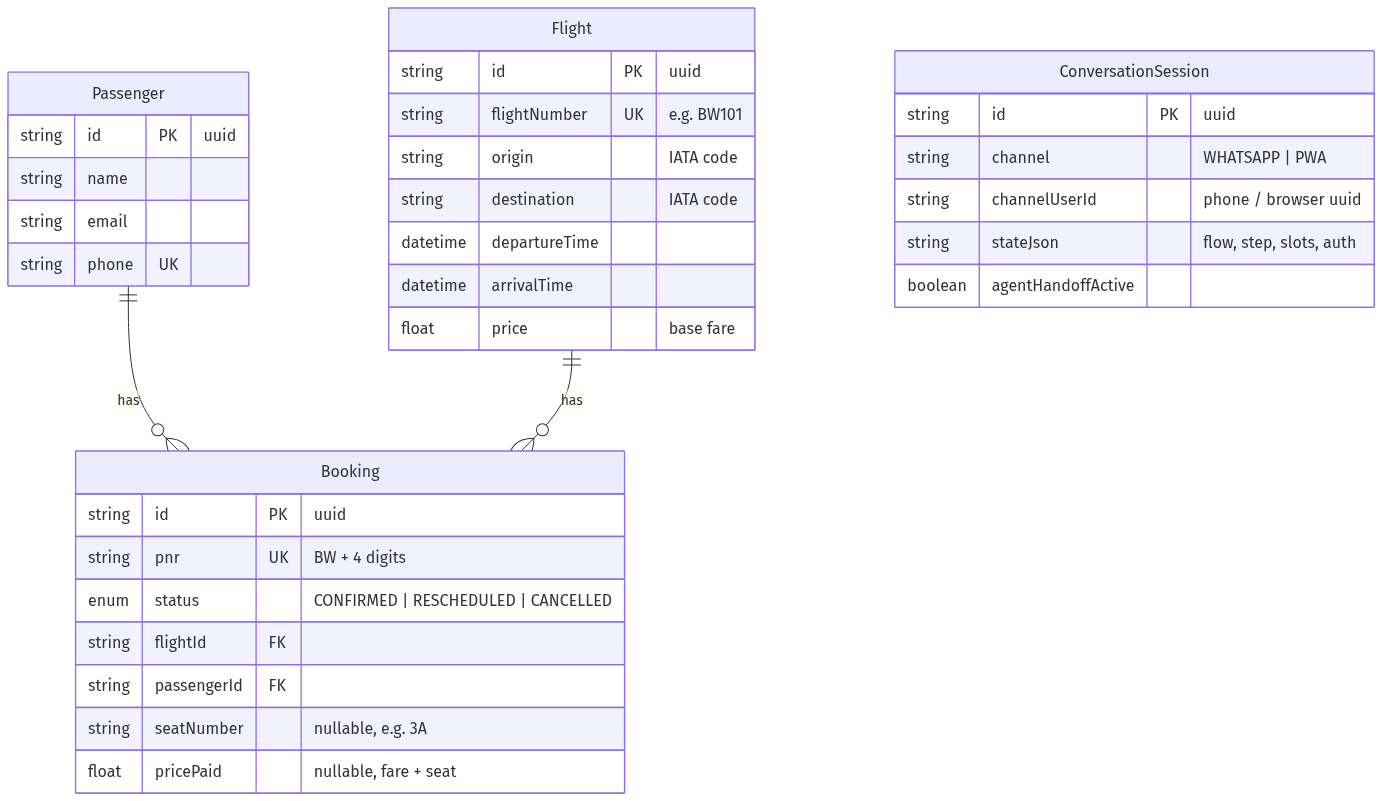 Passenger
string id PK uuid
string name
string email
string phone UK
Flight
string id PK uuid
string flightNumber UK e.g. BW101
string origin IATA code
string destination IATA code
datetime departureTime
datetime arrivalTime
float price base fare
ConversationSession
string id PK uuid
string channel WHATSAPP | PWA
string channelUserId phone / browser uuid
string stateJson flow, step, slots, auth
boolean agentHandoffActive
has
has
Booking
string id PK uuid
string pnr UK BW + 4 digits
enum status CONFIRMED | RESCHEDULED | CANCELLED
string flightId FK
string passengerId FK
string seatNumber nullable, e.g. 3A
float pricePaid nullable, fare + seat